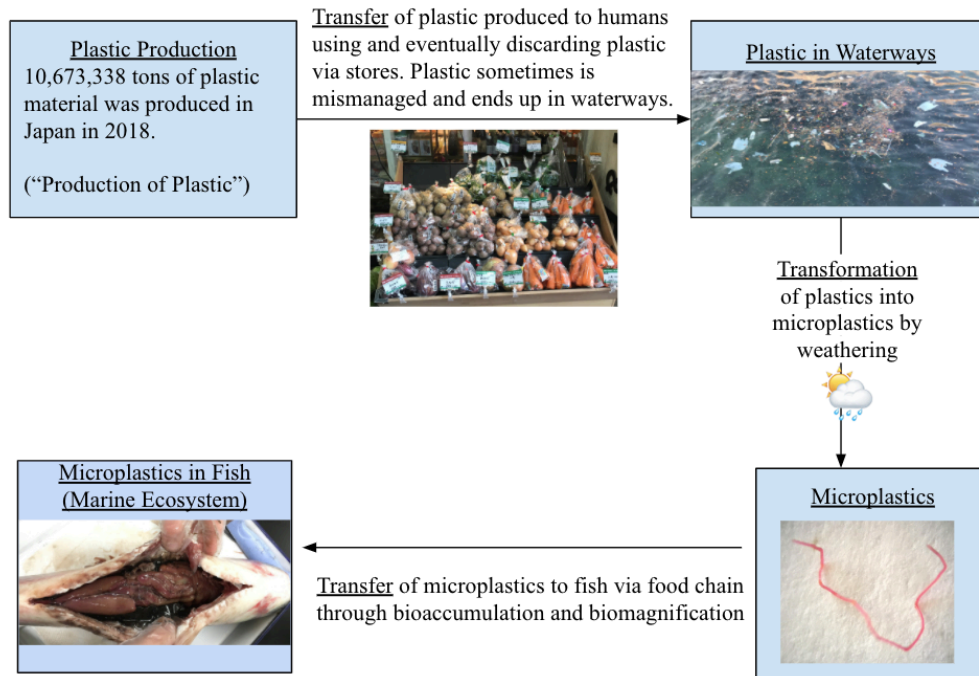 Plastic Production
10,673,338 tons of plastic
material was produced in
Japan in 2018.
(“Production of Plastic”)
Transfer of plastic produced to humans
using and eventually discarding plastic
via stores. Plastic sometimes is
mismanaged and ends up in waterways.
Plastic in Waterways
Transformation
of plastics into
microplastics by
weathering
Microplastics
Transfer of microplastics to fish via food chain
through bioaccumulation and biomagnification
Microplastics in Fish
(Marine Ecosystem)